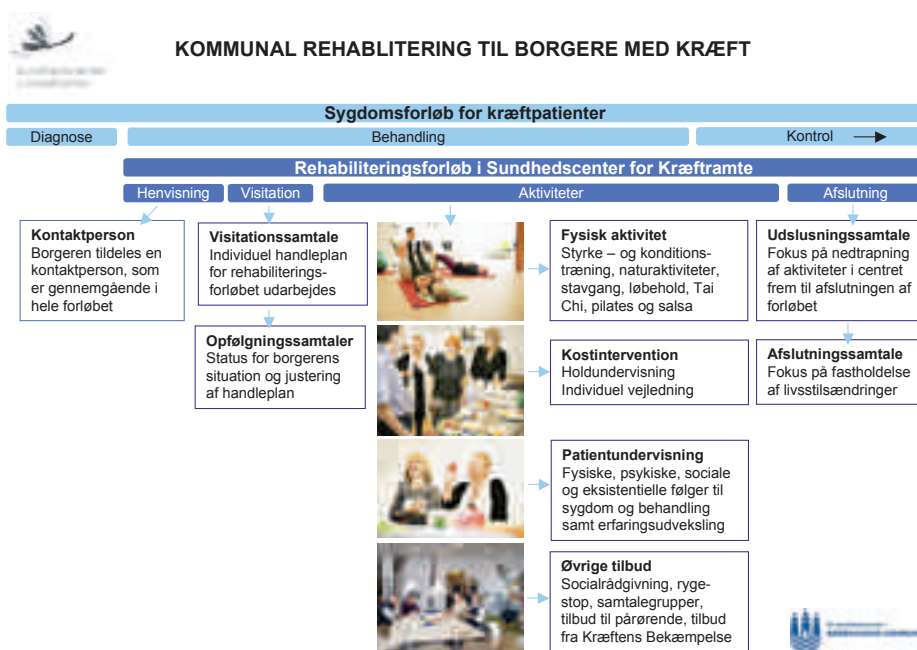 KOMMUNAL REHABLITERING TIL BORGERE MED KRÆFT
Sygdomsforløb for kræftpatienter
Diagnose
Behandling
Kontrol
Rehabiliteringsforløb i Sundhedscenter for Kræftramte
Henvisning
Visitation
Aktiviteter
Afslutning
Kontaktperson
Borgeren tildeles en
kontaktperson, som
er gennemgående i
hele forløbet
Visitationssamtale
Individuel handleplan
for rehabiliterings-
forløbet udarbejdes
Opfølgningssamtaler
Status for borgerens
situation og justering
af handleplan
Fysisk aktivitet
Styrke – og konditions-
træning, naturaktiviteter,
stavgang, løbehold, Tai
Chi, pilates og salsa
Kostintervention
Holdundervisning
Individuel vejledning
Patientundervisning
Fysiske, psykiske, sociale
og eksistentielle følger til
sygdom og behandling
samt erfaringsudveksling
Øvrige tilbud
Socialrådgivning, ryge-
stop, samtalegrupper,
tilbud til pårørende, tilbud
fra Kræftens Bekæmpelse
Udslusningssamtale
Fokus på nedtrapning
af aktiviteter i centret
frem til afslutningen af
forløbet
Afslutningssamtale
Fokus på fastholdelse
af livsstilsændringer